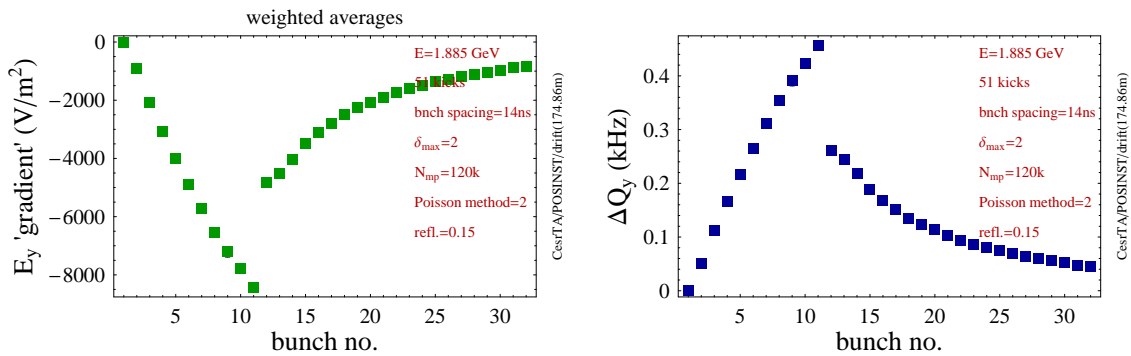 weighted averages
0
−2000
−4000
−6000
−8000
E_y 'gradient' (V/m²)
E=1.885 GeV
51 kicks
bnch spacing=14ns
δ_max=2
N_mp=120k
Poisson method=2
refl.=0.15
CesrTA/POSINST/drift(174.86m)
5 10 15 20 25 30
bunch no.
0.4
0.3
0.2
0.1
0
ΔQ_y (kHz)
E=1.885 GeV
51 kicks
bnch spacing=14ns
δ_max=2
N_mp=120k
Poisson method=2
refl.=0.15
CesrTA/POSINST/drift(174.86m)
5 10 15 20 25 30
bunch no.